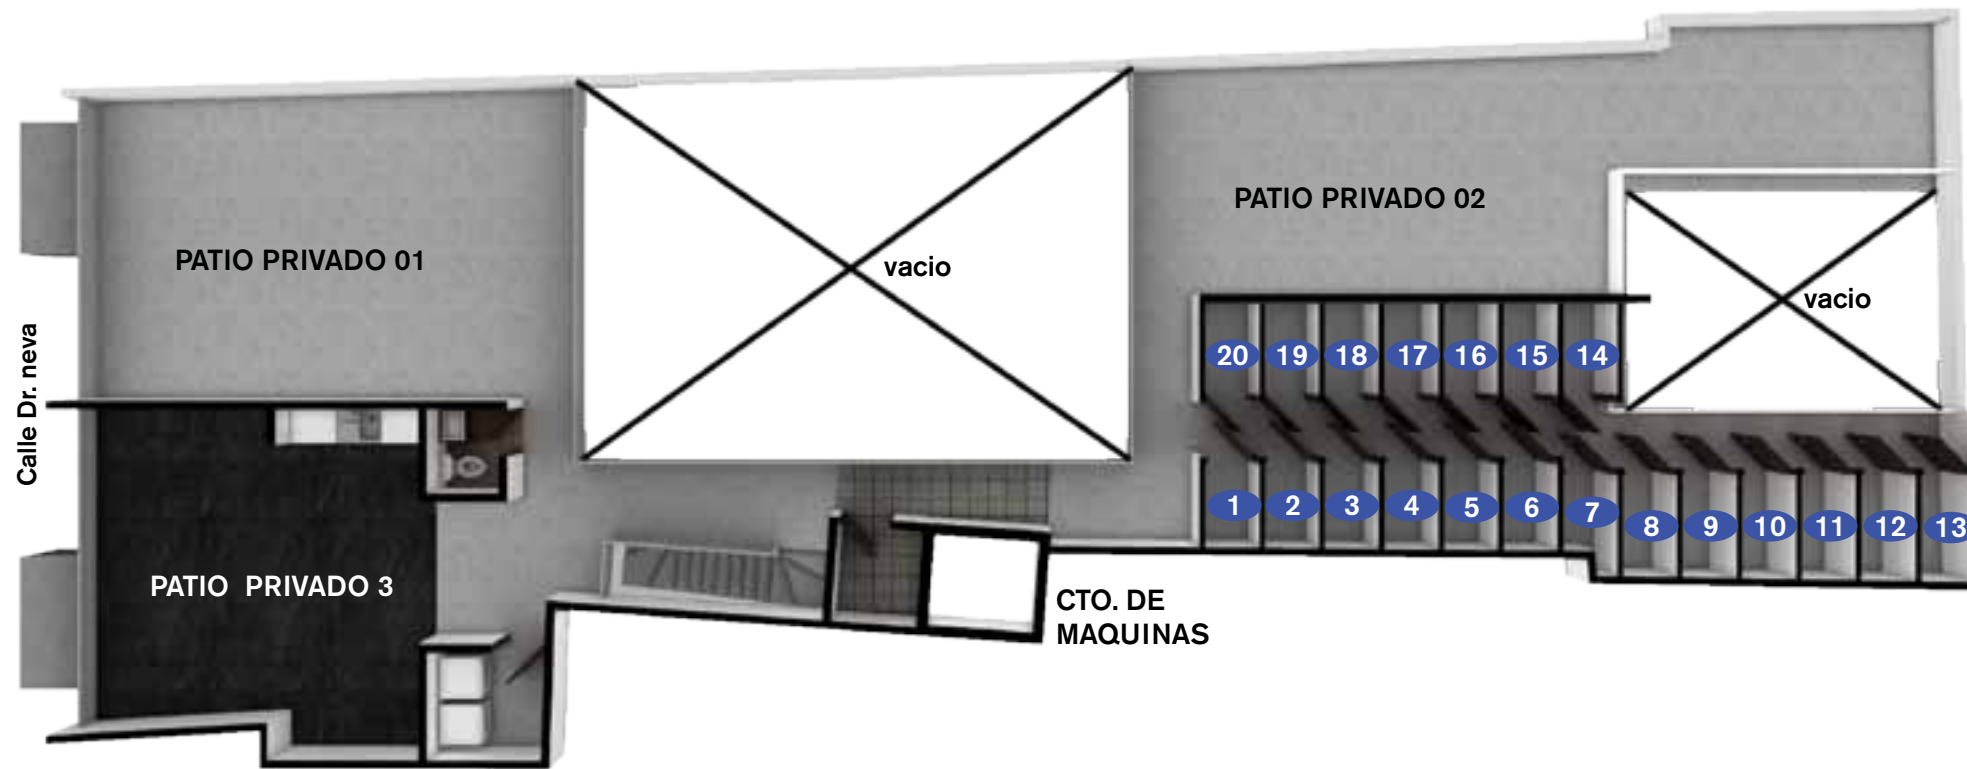 PATIO PRIVADO 01
vacio
PATIO PRIVADO 02
vacio
Calle Dr. neva
20 19 18 17 16 15 14
1 2 3 4 5 6 7 8 9 10 11 12 13
PATIO PRIVADO 3
CTO. DE
MAQUINAS